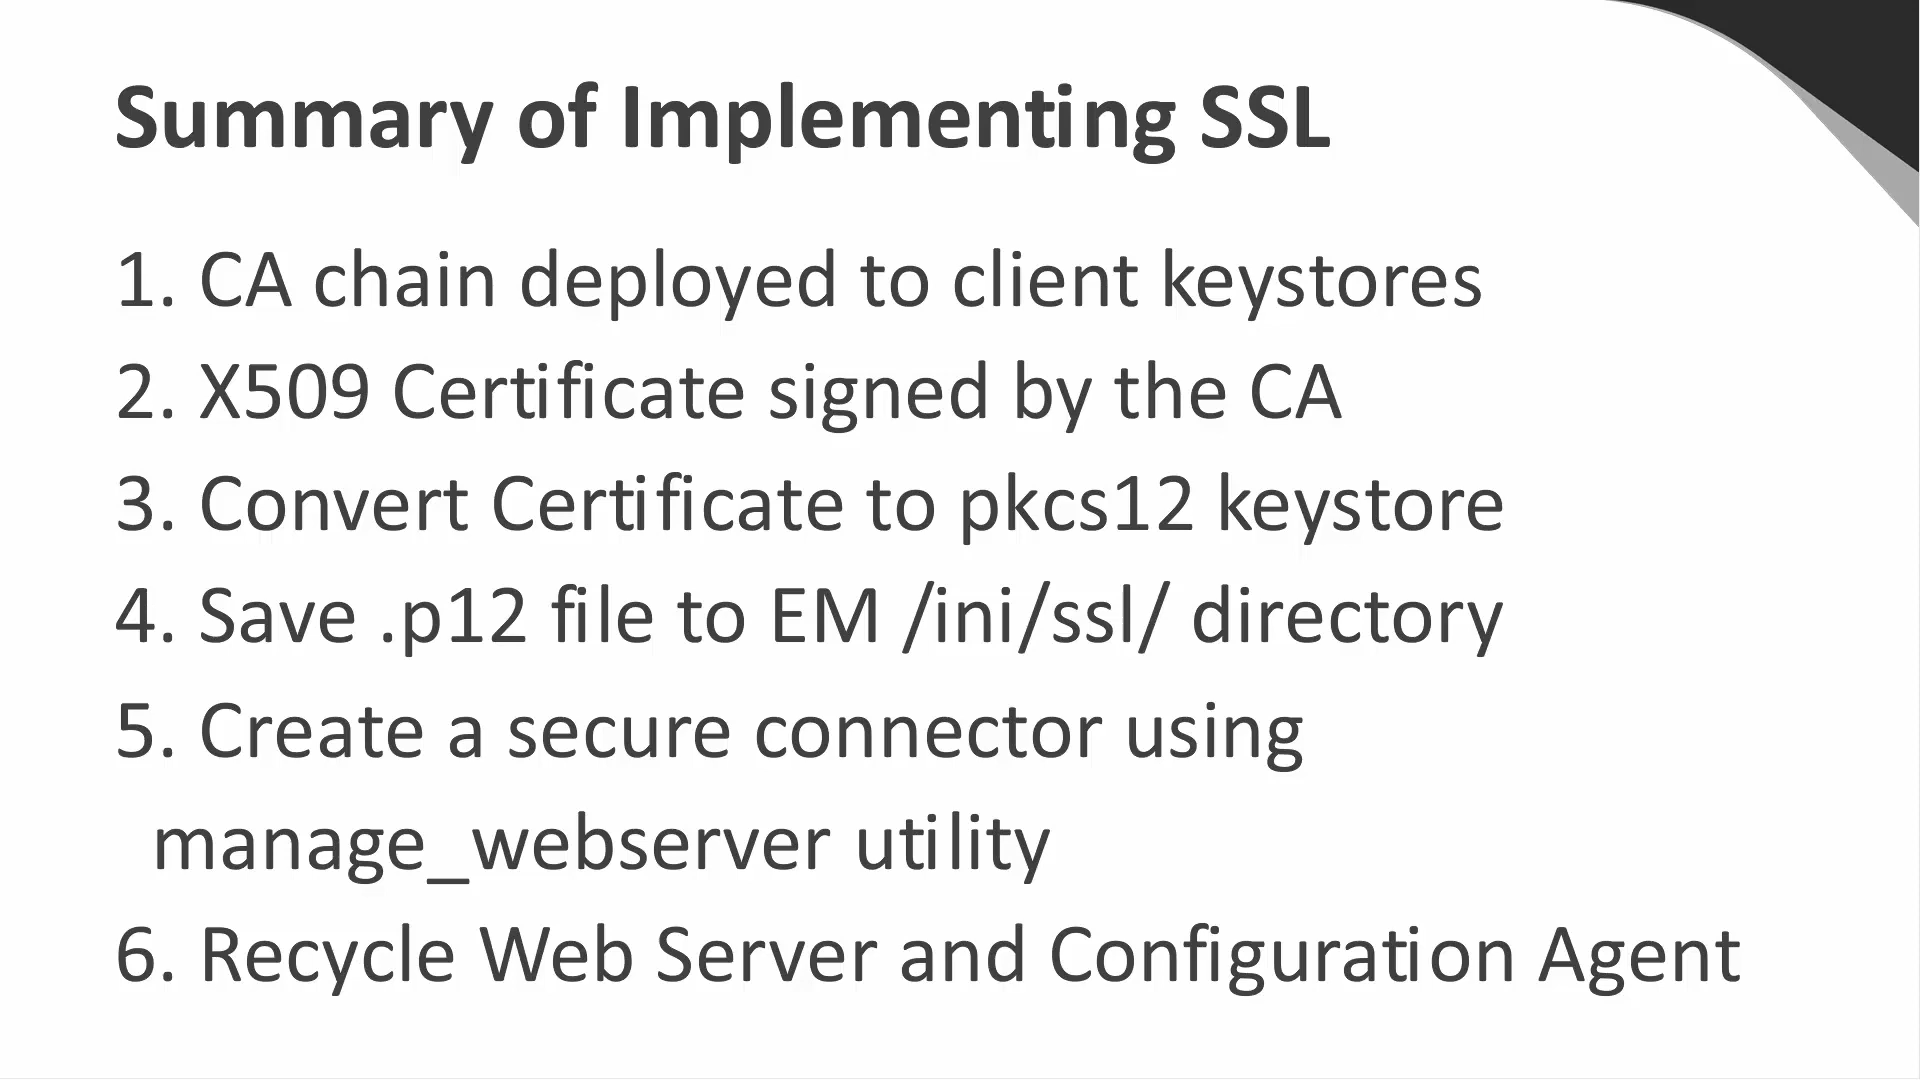 Summary of Implementing SSL
1. CA chain deployed to client keystores
2. X509 Certificate signed by the CA
3. Convert Certificate to pkcs12 keystore
4. Save .p12 file to EM /ini/ssl/ directory
5. Create a secure connector using
manage_webserver utility
6. Recycle Web Server and Configuration Agent